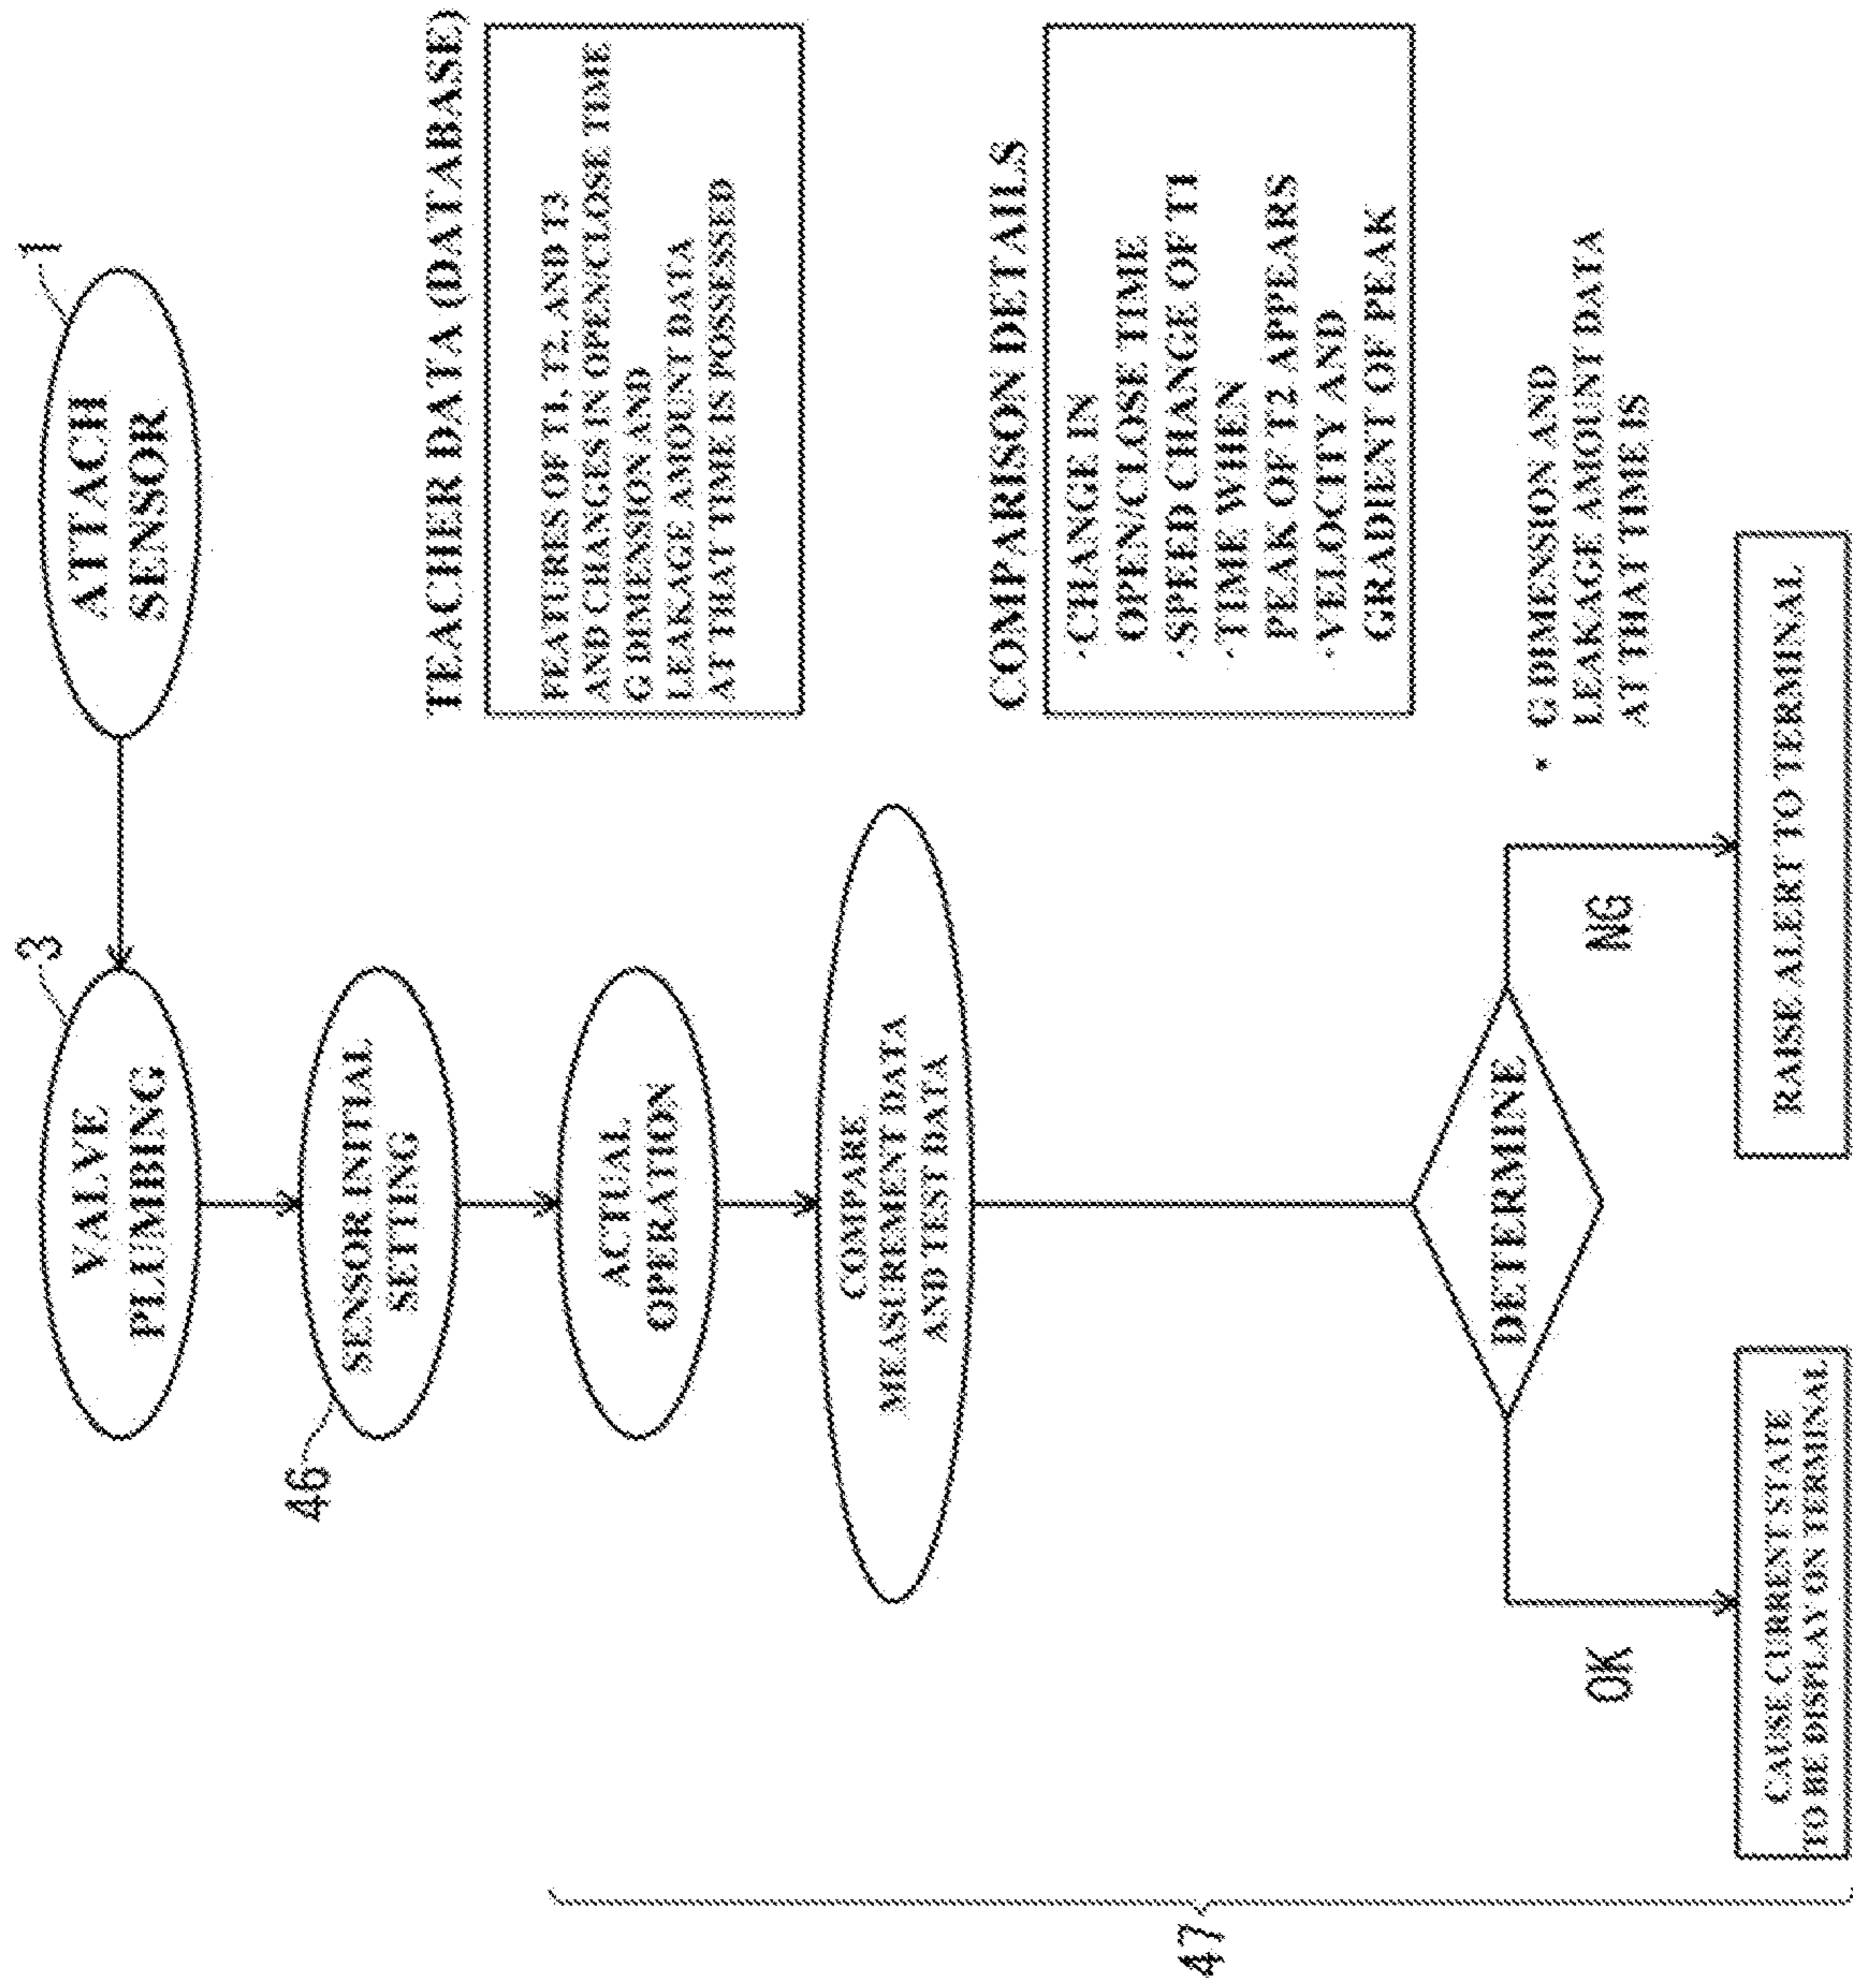 1
ATTACH
SENSOR
3
VALVE
PLUMBING
46
SENSOR INITIAL
SETTING
ACTUAL
OPERATION
COMPARE
MEASUREMENT DATA
AND TEST DATA
TEACHER DATA (DATABASE)
FEATURES OF T1, T2, AND T3
AND CHANGES IN OPEN/CLOSE TIME
G DIMENSION AND
LEAKAGE AMOUNT DATA
AT THAT TIME IS POSSESSED
COMPARISON DETAILS
· CHANGE IN
OPEN/CLOSE TIME
· SPEED CHANGE OF T1
· TIME WHEN
PEAK OF T2 APPEARS
· VELOCITY AND
GRADIENT OF PEAK
* G DIMENSION AND
LEAKAGE AMOUNT DATA
AT THAT TIME IS
DETERMINE
OK
NG
CAUSE CURRENT STATE
TO BE DISPLAY ON TERMINAL
RAISE ALERT TO TERMINAL
47